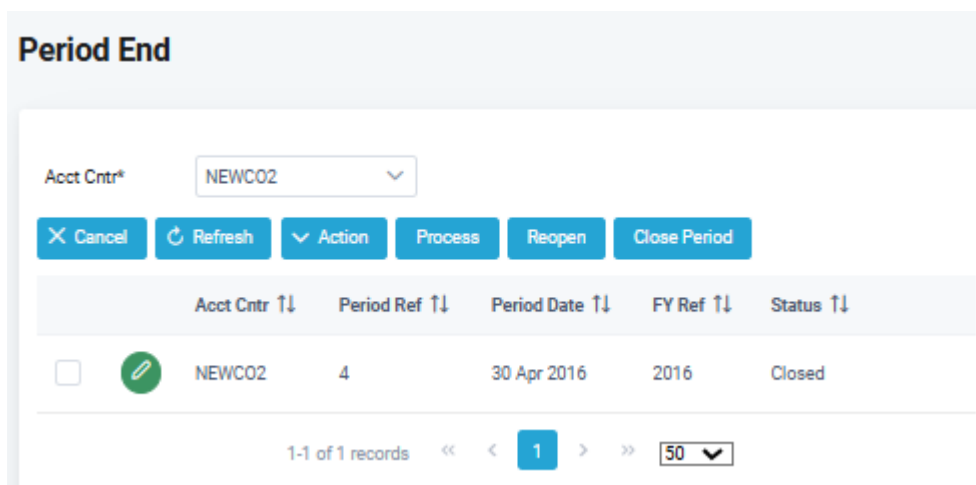 Period End
Acct Cntr* NEWCO2
Cancel Refresh Action Process Reopen Close Period
Acct Cntr Period Ref Period Date FY Ref Status
NEWCO2 4 30 Apr 2016 2016 Closed
1-1 of 1 records << < 1 > >> 50